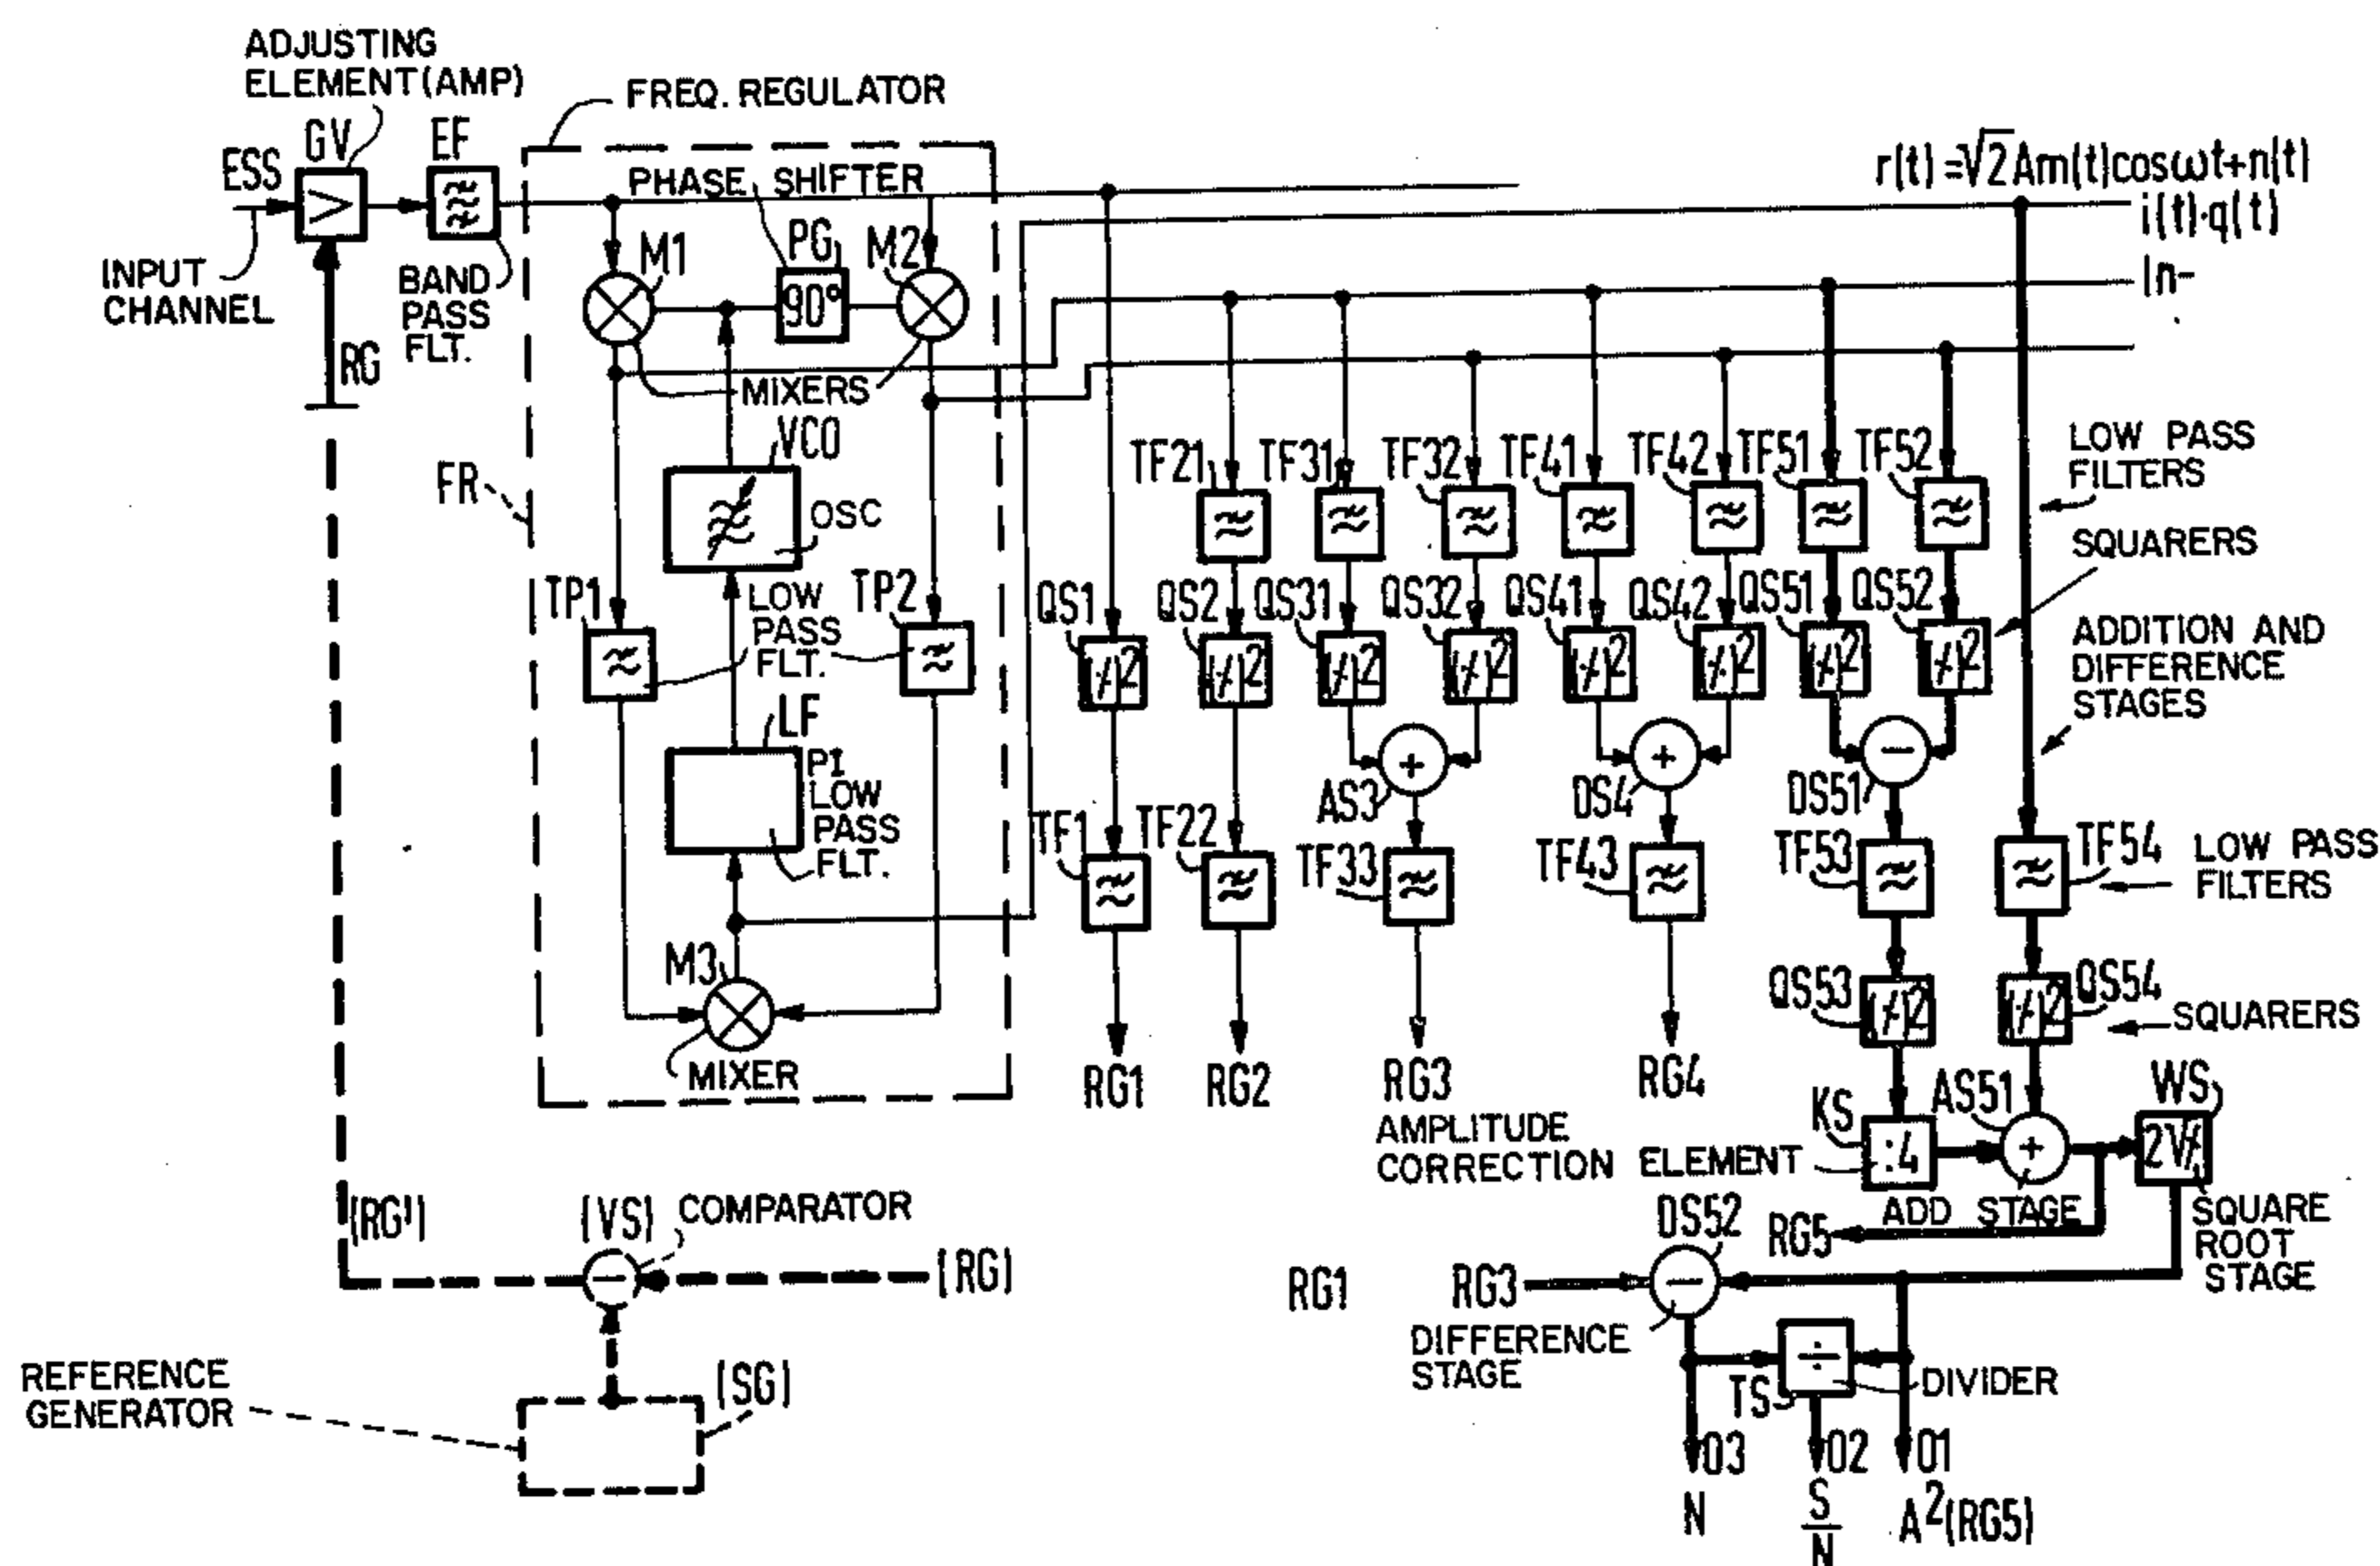 ADJUSTING
ELEMENT(AMP)
FREQ. REGULATOR
GV
EF
ESS
>
INPUT
CHANNEL
BAND
PASS
FLT.
RG
PHASE SHIFTER
PG
M1
90°
M2
MIXERS
VCO
OSC
FR
TP1
LOW
PASS
FLT.
TP2
LF
PI
LOW
PASS
FLT.
M3
MIXER
r(t) =√2Am(t)cosωt+n(t)
i(t)·q(t)
In-
TF21
TF31
TF32
TF41
TF42
TF51
TF52
LOW PASS
FILTERS
QS1
QS2
QS31
QS32
QS41
QS42
QS51
QS52
SQUARERS
ADDITION AND
DIFFERENCE
STAGES
+
+
−
AS3
DS4
DS51
TF1
TF22
TF33
TF43
TF53
TF54
LOW PASS
FILTERS
QS53
QS54
SQUARERS
RG1
RG2
RG3
RG4
KS
AS51
WS
:4
+
AMPLITUDE
CORRECTION ELEMENT
ADD STAGE
SQUARE
ROOT
STAGE
RG5
DS52
(RG')
(VS)
COMPARATOR
−
(RG)
RG1
RG3
−
DIFFERENCE
STAGE
TS
÷
DIVIDER
REFERENCE
GENERATOR
(SG)
03
02
01
N
S
N
A²(RG5)